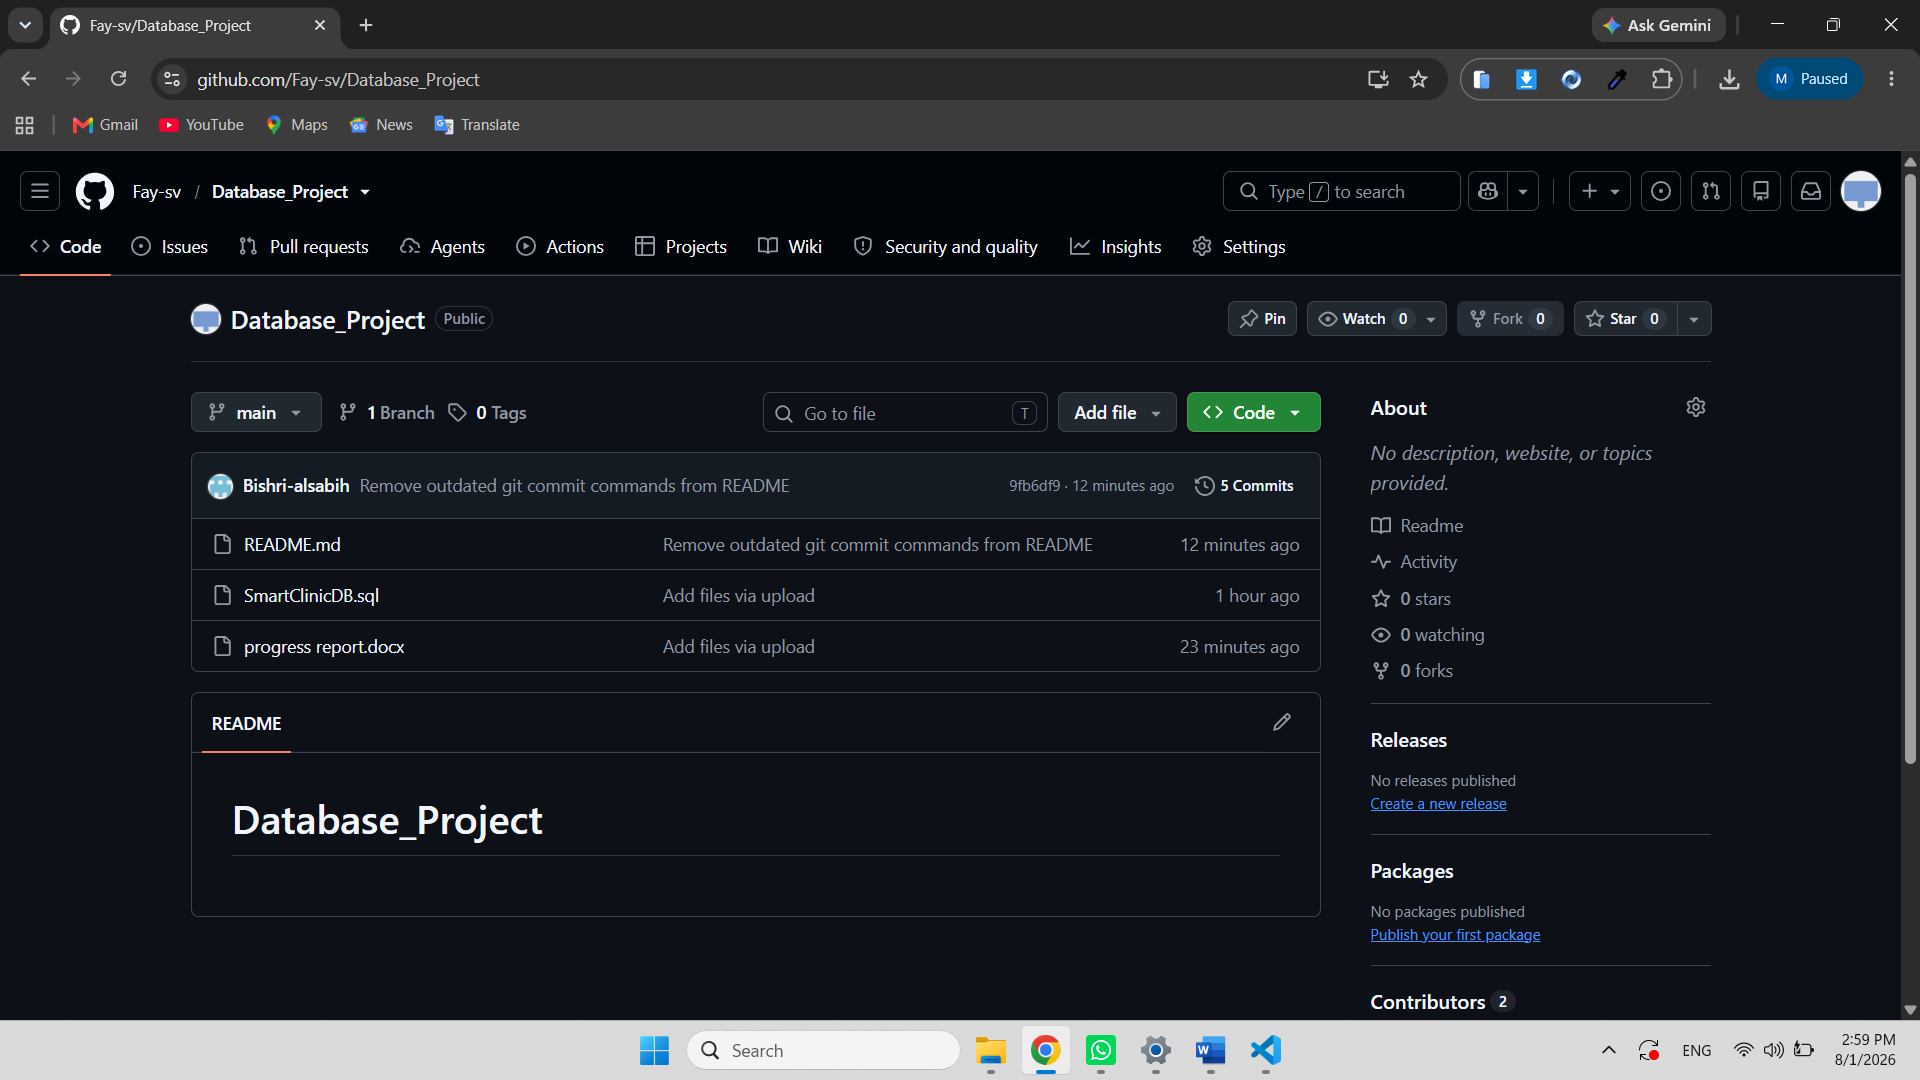 Fay-sv/Database_Project
Ask Gemini
github.com/Fay-sv/Database_Project
M Paused
Gmail YouTube Maps News Translate
Fay-sv / Database_Project
Type / to search
Code Issues Pull requests Agents Actions Projects Wiki Security and quality Insights Settings
Database_Project Public
Pin Watch 0 Fork 0 Star 0
main 1 Branch 0 Tags Go to file T Add file Code
Bishri-alsabih Remove outdated git commit commands from README 9fb6df9 · 12 minutes ago 5 Commits
README.md Remove outdated git commit commands from README 12 minutes ago
SmartClinicDB.sql Add files via upload 1 hour ago
progress report.docx Add files via upload 23 minutes ago
README
Database_Project
About
No description, website, or topics
provided.
Readme
Activity
0 stars
0 watching
0 forks
Releases
No releases published
Create a new release
Packages
No packages published
Publish your first package
Contributors 2
Search
ENG
2:59 PM
8/1/2026